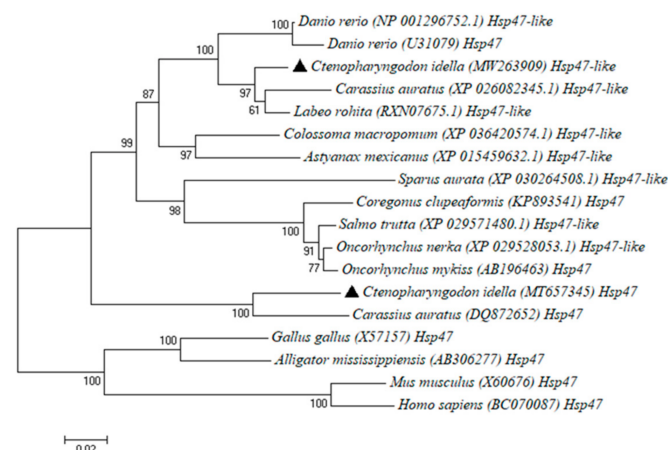 100
Danio rerio (NP 001296752.1) Hsp47-like
Danio rerio (U31079) Hsp47
100
Ctenopharyngodon idella (MW263909) Hsp47-like
97
Carassius auratus (XP 026082345.1) Hsp47-like
87
61
Labeo rohita (RXN07675.1) Hsp47-like
Colossoma macropomum (XP 036420574.1) Hsp47-like
99
97
Astyanax mexicanus (XP 015459632.1) Hsp47-like
Sparus aurata (XP 030264508.1) Hsp47-like
98
Coregonus clupeaformis (KP893541) Hsp47
100
Salmo trutta (XP 029571480.1) Hsp47-like
91
Oncorhynchus nerka (XP 029528053.1) Hsp47-like
77
Oncorhynchus mykiss (AB196463) Hsp47
Ctenopharyngodon idella (MT657345) Hsp47
100
Carassius auratus (DQ872652) Hsp47
Gallus gallus (X57157) Hsp47
100
Alligator mississippiensis (AB306277) Hsp47
100
Mus musculus (X60676) Hsp47
100
Homo sapiens (BC070087) Hsp47
0.02